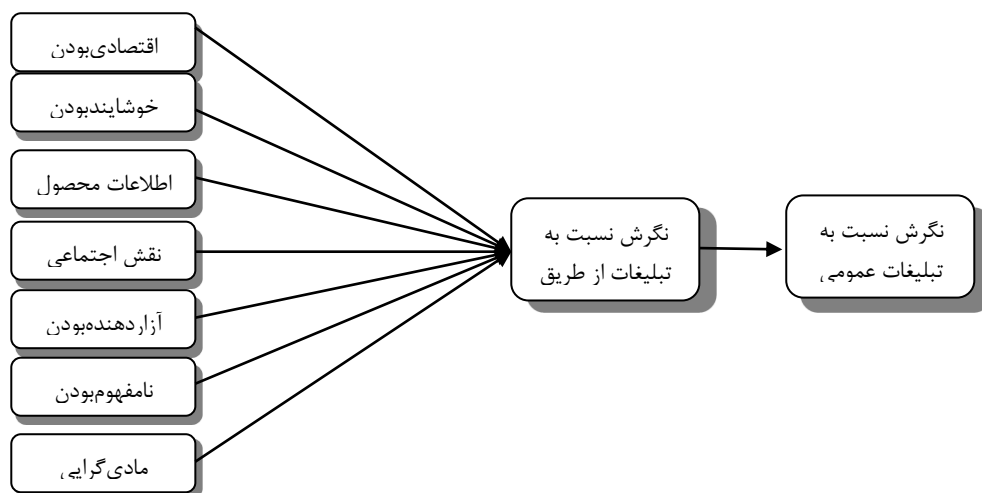 اقتصادی‌بودن
خوشایندبودن
اطلاعات محصول
نقش اجتماعی
آزاردهنده‌بودن
نامفهوم‌بودن
مادی‌گرایی
نگرش نسبت به
تبلیغات از طریق
نگرش نسبت به
تبلیغات عمومی